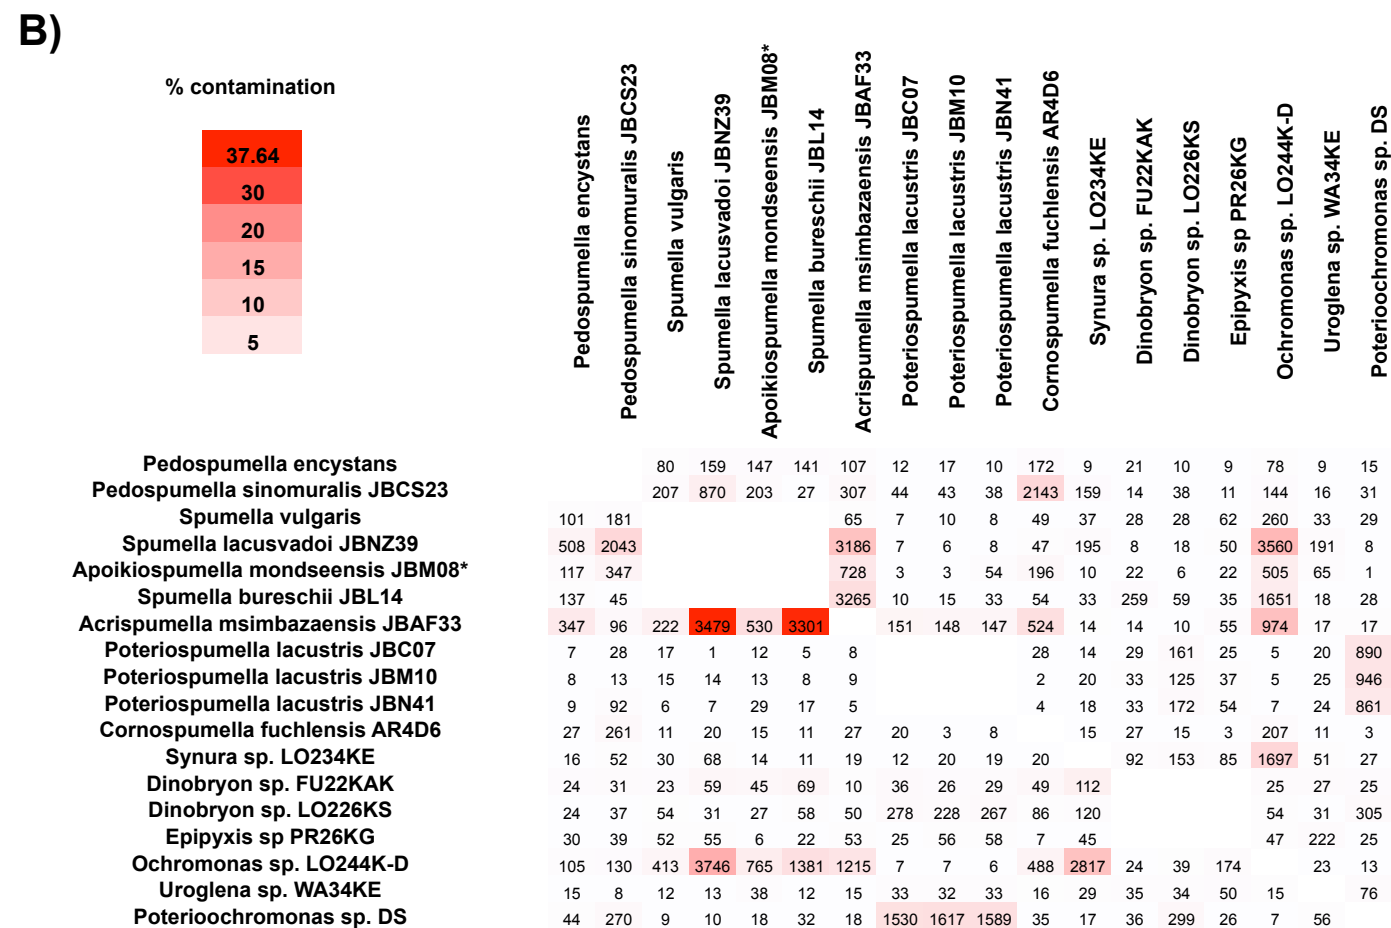 B)
% contamination
37.64
30
20
15
10
5
Pedospumella encystans
Pedospumella sinomuralis JBCS23
Spumella vulgaris
Spumella lacusvadoi JBNZ39
Apoikiospumella mondseensis JBM08*
Spumella bureschii JBL14
Acrispumella msimbazaensis JBAF33
Poteriospumella lacustris JBC07
Poteriospumella lacustris JBM10
Poteriospumella lacustris JBN41
Cornospumella fuchlensis AR4D6
Synura sp. LO234KE
Dinobryon sp. FU22KAK
Dinobryon sp. LO226KS
Epipyxis sp PR26KG
Ochromonas sp. LO244K-D
Uroglena sp. WA34KE
Poterioochromonas sp. DS
Pedospumella encystans 80 159 147 141 107 12 17 10 172 9 21 10 9 78 9 15
Pedospumella sinomuralis JBCS23 207 870 203 27 307 44 43 38 2143 159 14 38 11 144 16 31
Spumella vulgaris 101 181 65 7 10 8 49 37 28 28 62 260 33 29
Spumella lacusvadoi JBNZ39 508 2043 3186 7 6 8 47 195 8 18 50 3560 191 8
Apoikiospumella mondseensis JBM08* 117 347 728 3 3 54 196 10 22 6 22 505 65 1
Spumella bureschii JBL14 137 45 3265 10 15 33 54 33 259 59 35 1651 18 28
Acrispumella msimbazaensis JBAF33 347 96 222 3479 530 3301 151 148 147 524 14 14 10 55 974 17 17
Poteriospumella lacustris JBC07 7 28 17 1 12 5 8 28 14 29 161 25 5 20 890
Poteriospumella lacustris JBM10 8 13 15 14 13 8 9 2 20 33 125 37 5 25 946
Poteriospumella lacustris JBN41 9 92 6 7 29 17 5 4 18 33 172 54 7 24 861
Cornospumella fuchlensis AR4D6 27 261 11 20 15 11 27 20 3 8 15 27 15 3 207 11 3
Synura sp. LO234KE 16 52 30 68 14 11 19 12 20 19 20 92 153 85 1697 51 27
Dinobryon sp. FU22KAK 24 31 23 59 45 69 10 36 26 29 49 112 25 27 25
Dinobryon sp. LO226KS 24 37 54 31 27 58 50 278 228 267 86 120 54 31 305
Epipyxis sp PR26KG 30 39 52 55 6 22 53 25 56 58 7 45 47 222 25
Ochromonas sp. LO244K-D 105 130 413 3746 765 1381 1215 7 7 6 488 2817 24 39 174 23 13
Uroglena sp. WA34KE 15 8 12 13 38 12 15 33 32 33 16 29 35 34 50 15 76
Poterioochromonas sp. DS 44 270 9 10 18 32 18 1530 1617 1589 35 17 36 299 26 7 56